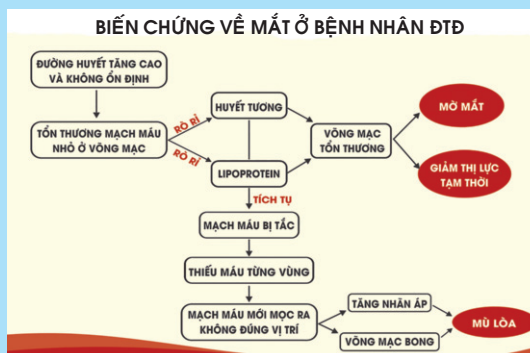 BIẾN CHỨNG VỀ MẮT Ở BỆNH NHÂN ĐTĐ
ĐƯỜNG HUYẾT TĂNG CAO
VÀ KHÔNG ỔN ĐỊNH
TỔN THƯƠNG MẠCH MÁU
NHỎ Ở VÕNG MẠC
RÒ RỈ
RÒ RỈ
HUYẾT TƯƠNG
LIPOPROTEIN
VÕNG MẠC
TỔN THƯƠNG
MỜ MẮT
GIẢM THỊ LỰC
TẠM THỜI
TÍCH TỤ
MẠCH MÁU BỊ TẮC
THIẾU MÁU TỪNG VÙNG
MẠCH MÁU MỚI MỌC RA
KHÔNG ĐÚNG VỊ TRÍ
TĂNG NHÃN ÁP
VÕNG MẠC BONG
MÙ LÒA